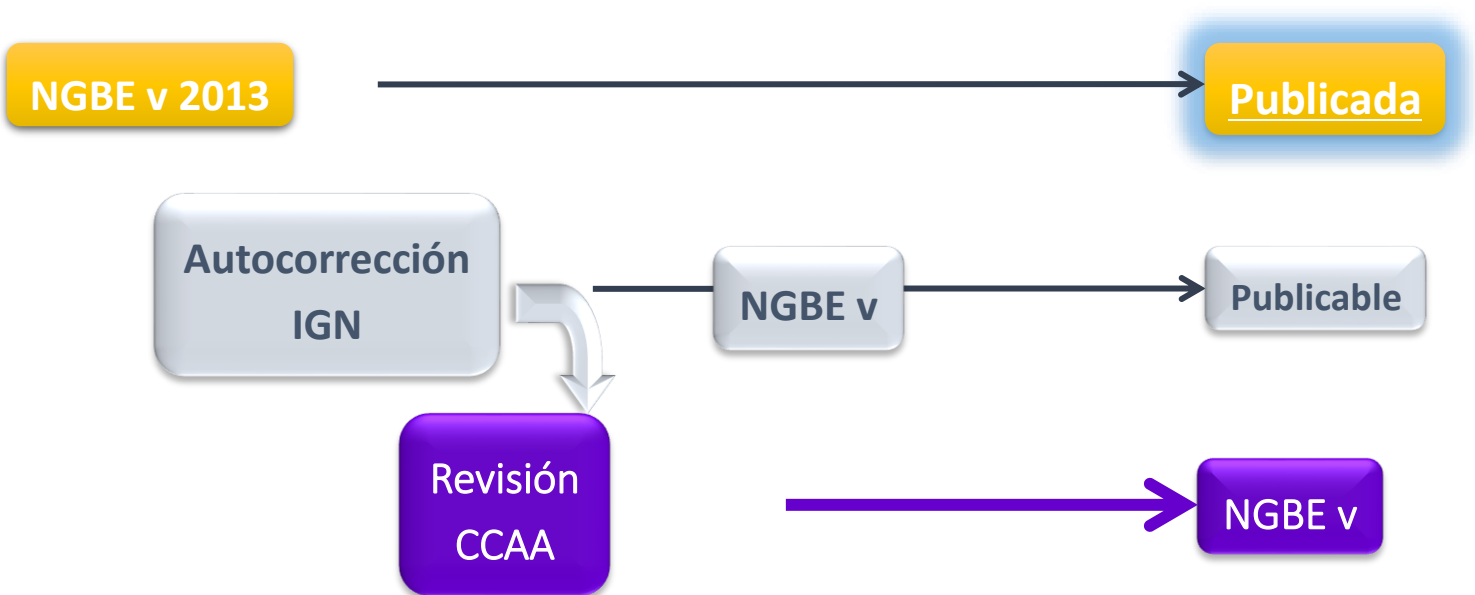 NGBE v 2013
Publicada
Autocorrección
IGN
NGBE v
Publicable
Revisión
CCAA
NGBE v